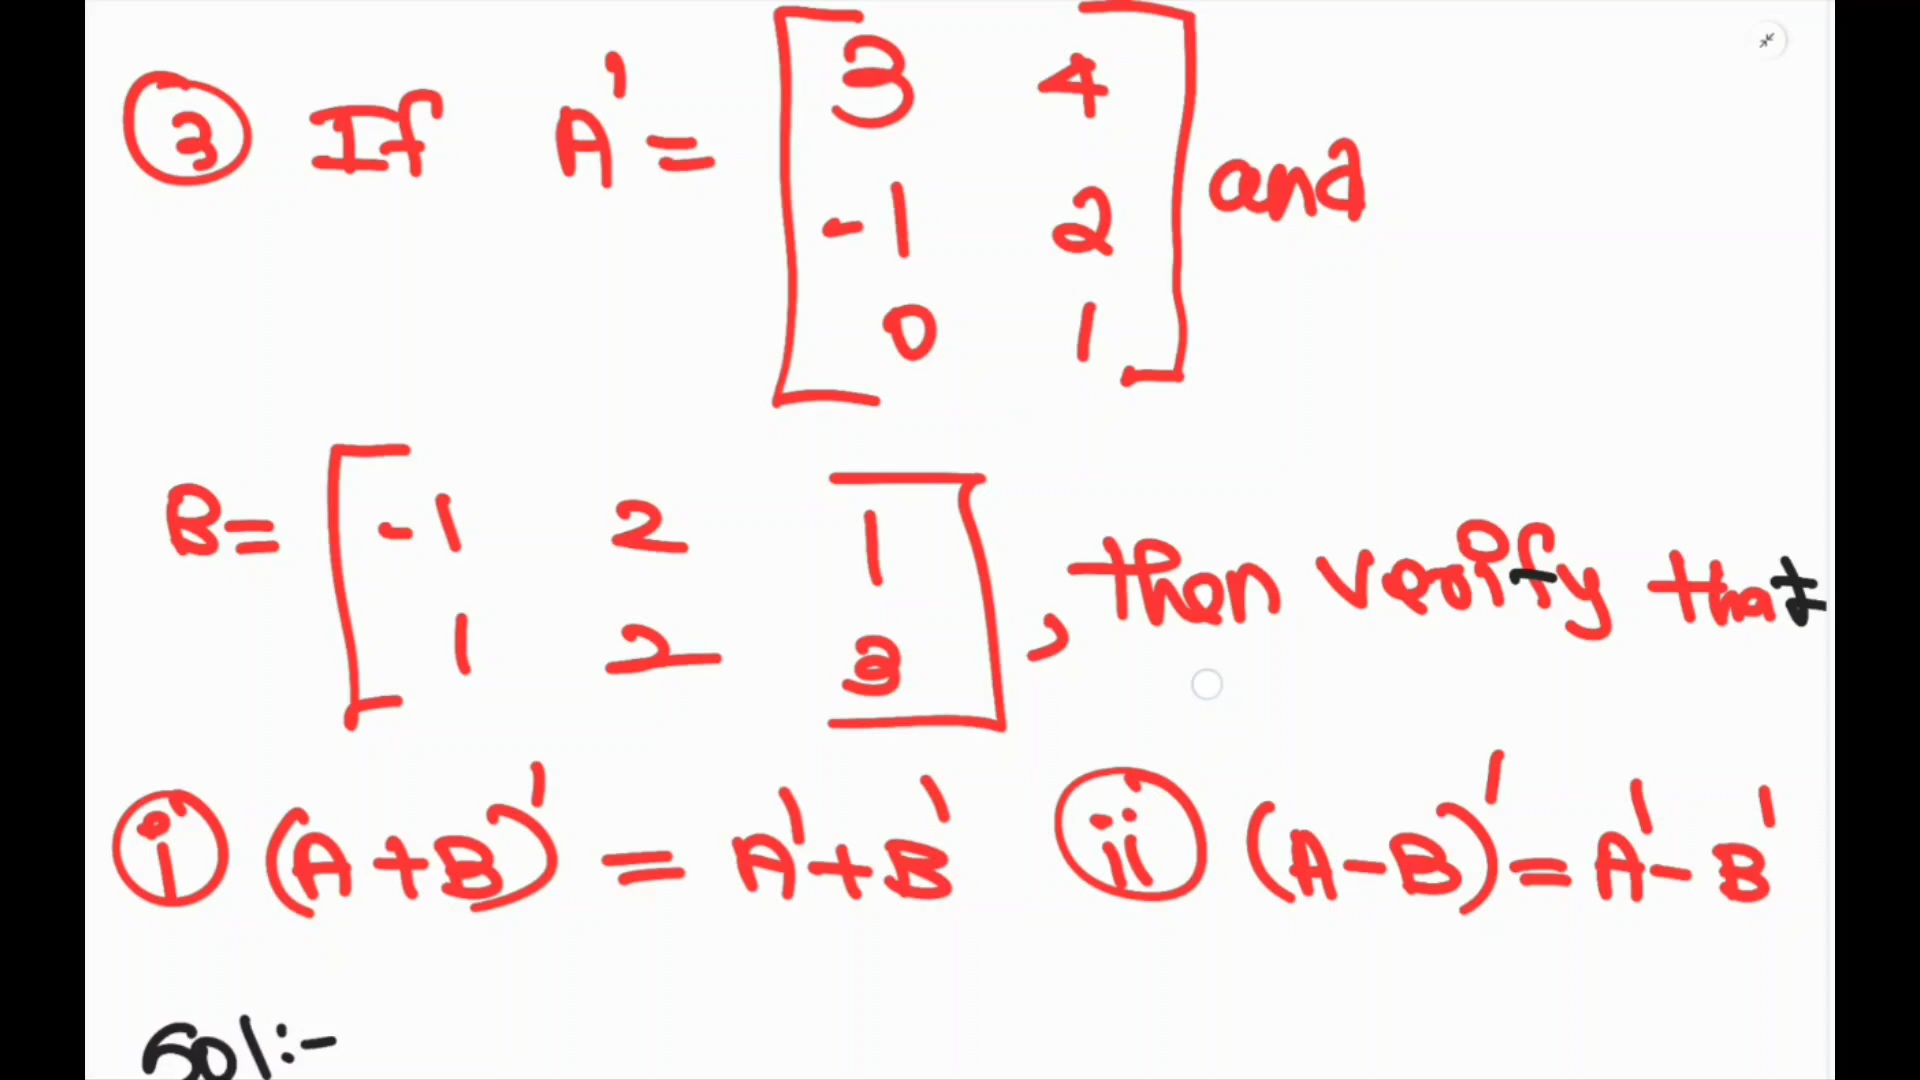 ③ If A' = [3 4
-1 2
0 1] and
B = [-1 2 1
1 2 3], then verify that
ⓘ (A+B)' = A'+B' ⓘⓘ (A-B)' = A'-B'
Sol:-